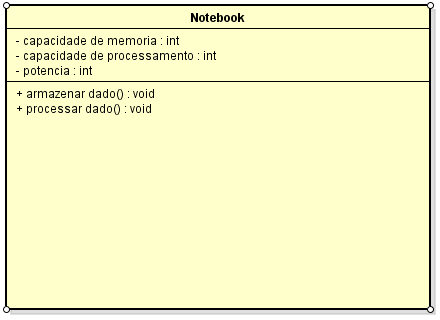 Notebook
- capacidade de memoria : int
- capacidade de processamento : int
- potencia : int
+ armazenar dado() : void
+ processar dado() : void